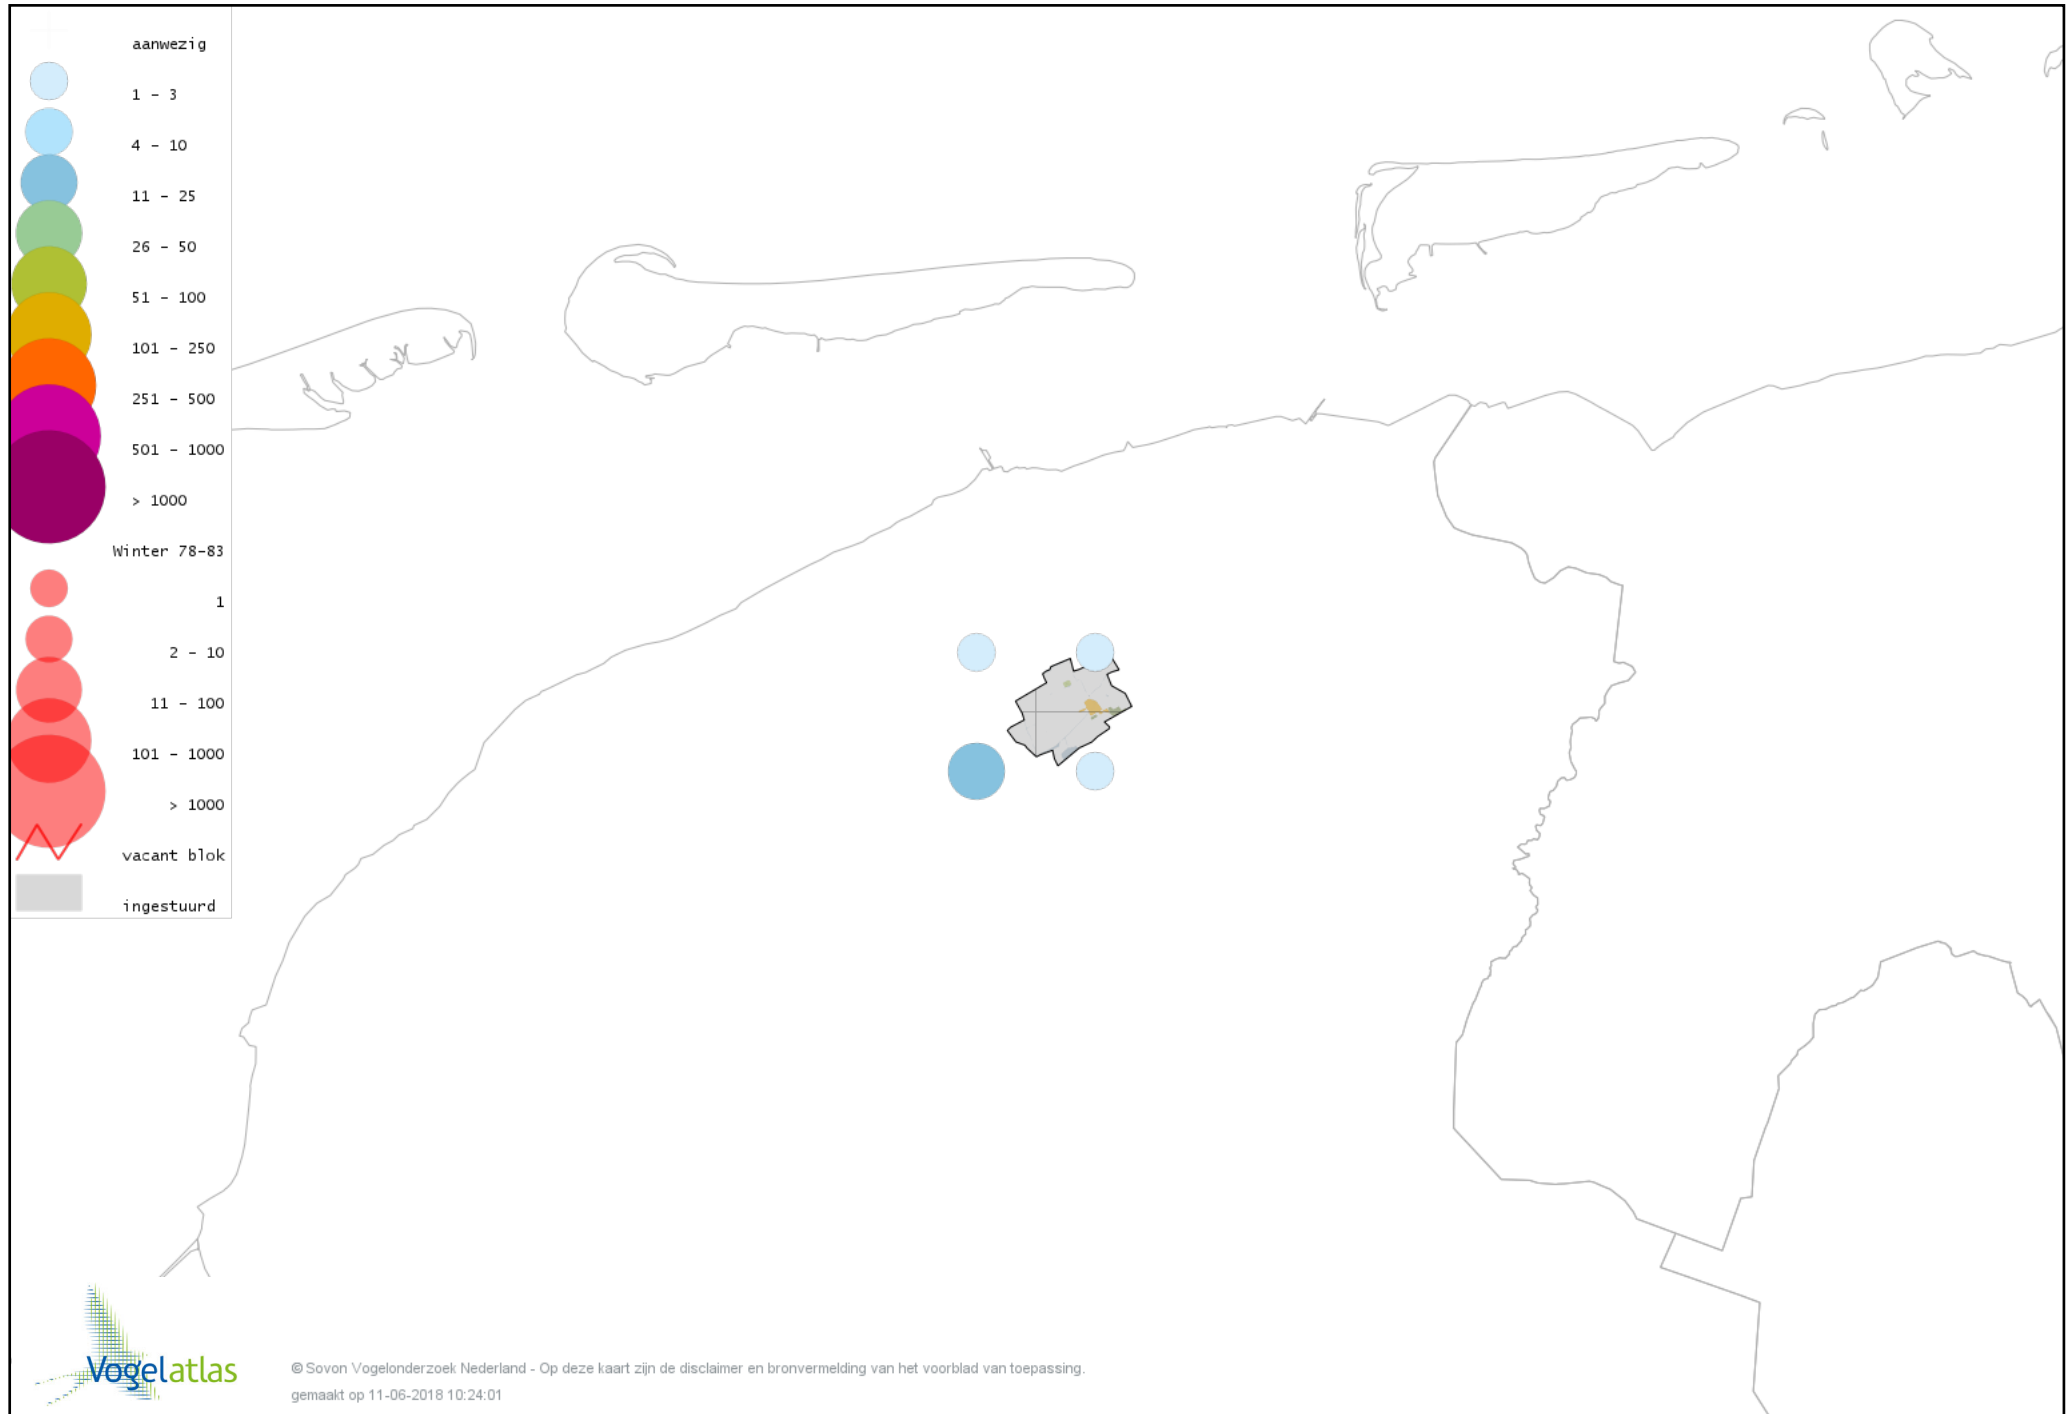 aanwezig
1 - 3
4 - 10
11 - 25
26 - 50
51 - 100
101 - 250
251 - 500
501 - 1000
> 1000
Winter 78-83
1
2 - 10
11 - 100
101 - 1000
> 1000
vacant blok
ingestuurd
Vogelatlas
© Sovon Vogelonderzoek Nederland - Op deze kaart zijn de disclaimer en bronvermelding van het voorblad van toepassing.
gemaakt op 11-06-2018 10:24:01